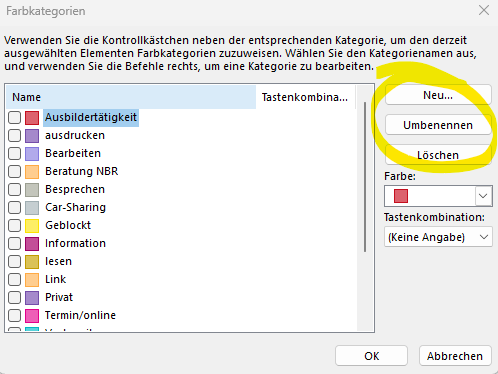 Farbkategorien
Verwenden Sie die Kontrollkästchen neben der entsprechenden Kategorie, um den derzeit
ausgewählten Elementen Farbkategorien zuzuweisen. Wählen Sie den Kategorienamen aus,
und verwenden Sie die Befehle rechts, um eine Kategorie zu bearbeiten.
Name Tastenkombina...
Ausbildertätigkeit
ausdrucken
Bearbeiten
Beratung NBR
Besprechen
Car-Sharing
Geblockt
Information
lesen
Link
Privat
Termin/online
Neu...
Umbenennen
Löschen
Farbe:
Tastenkombination:
(Keine Angabe)
OK Abbrechen